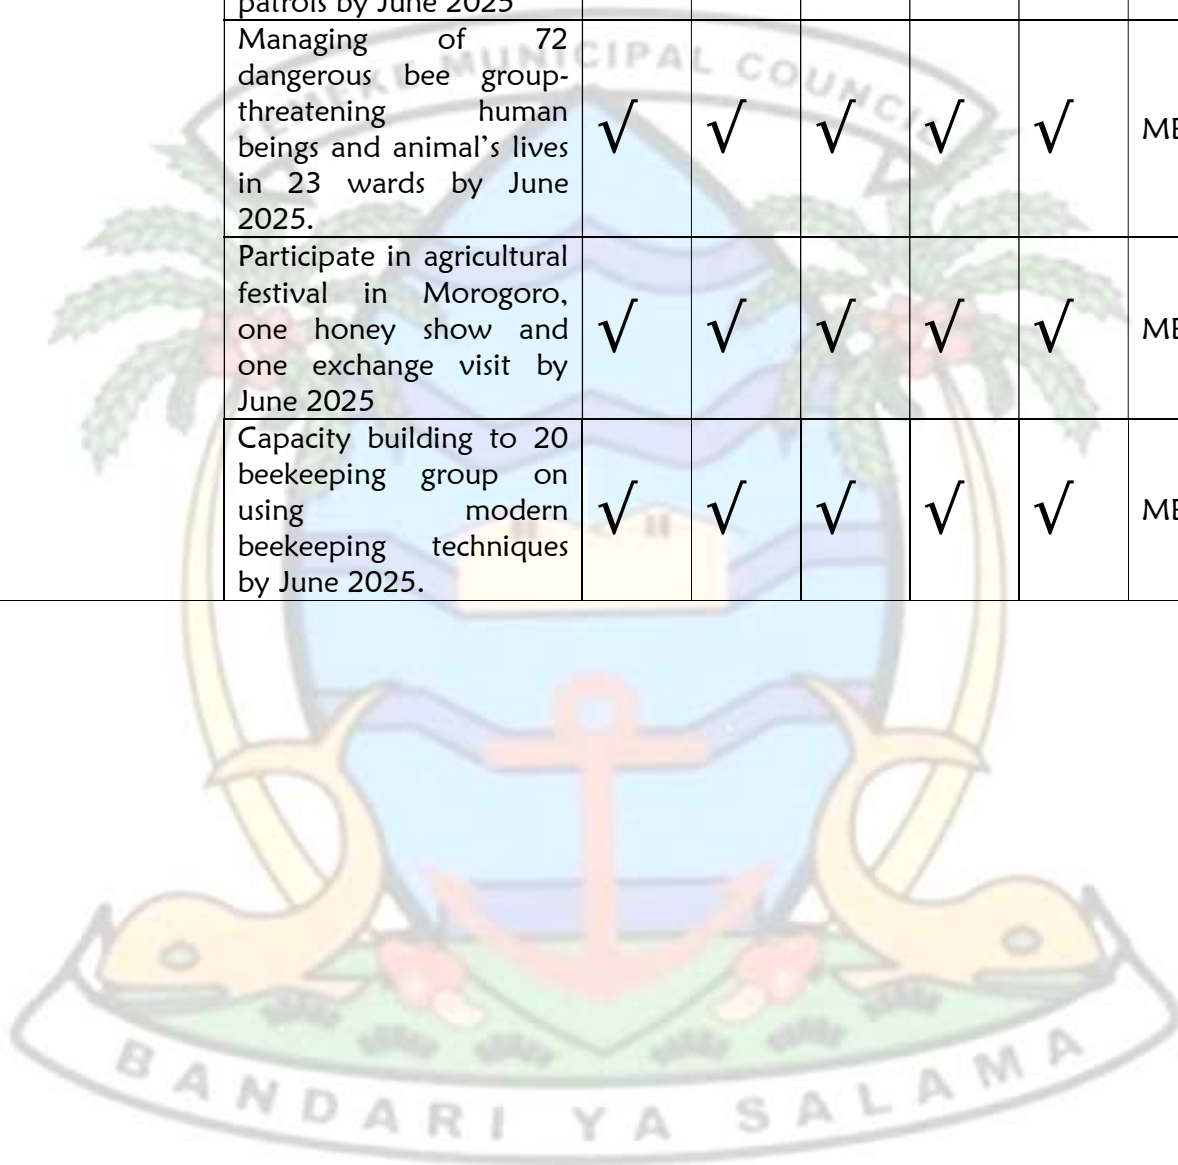 patrols by June 2025
Managing of 72
dangerous bee group-
threatening human
beings and animal's lives
in 23 wards by June
2025.
√ √ √ √ √ ME
Participate in agricultural
festival in Morogoro,
one honey show and
one exchange visit by
June 2025
√ √ √ √ √ ME
Capacity building to 20
beekeeping group on
using modern
beekeeping techniques
by June 2025.
√ √ √ √ √ ME
MUNICIPAL COUNCIL
BANDARI YA SALAMA